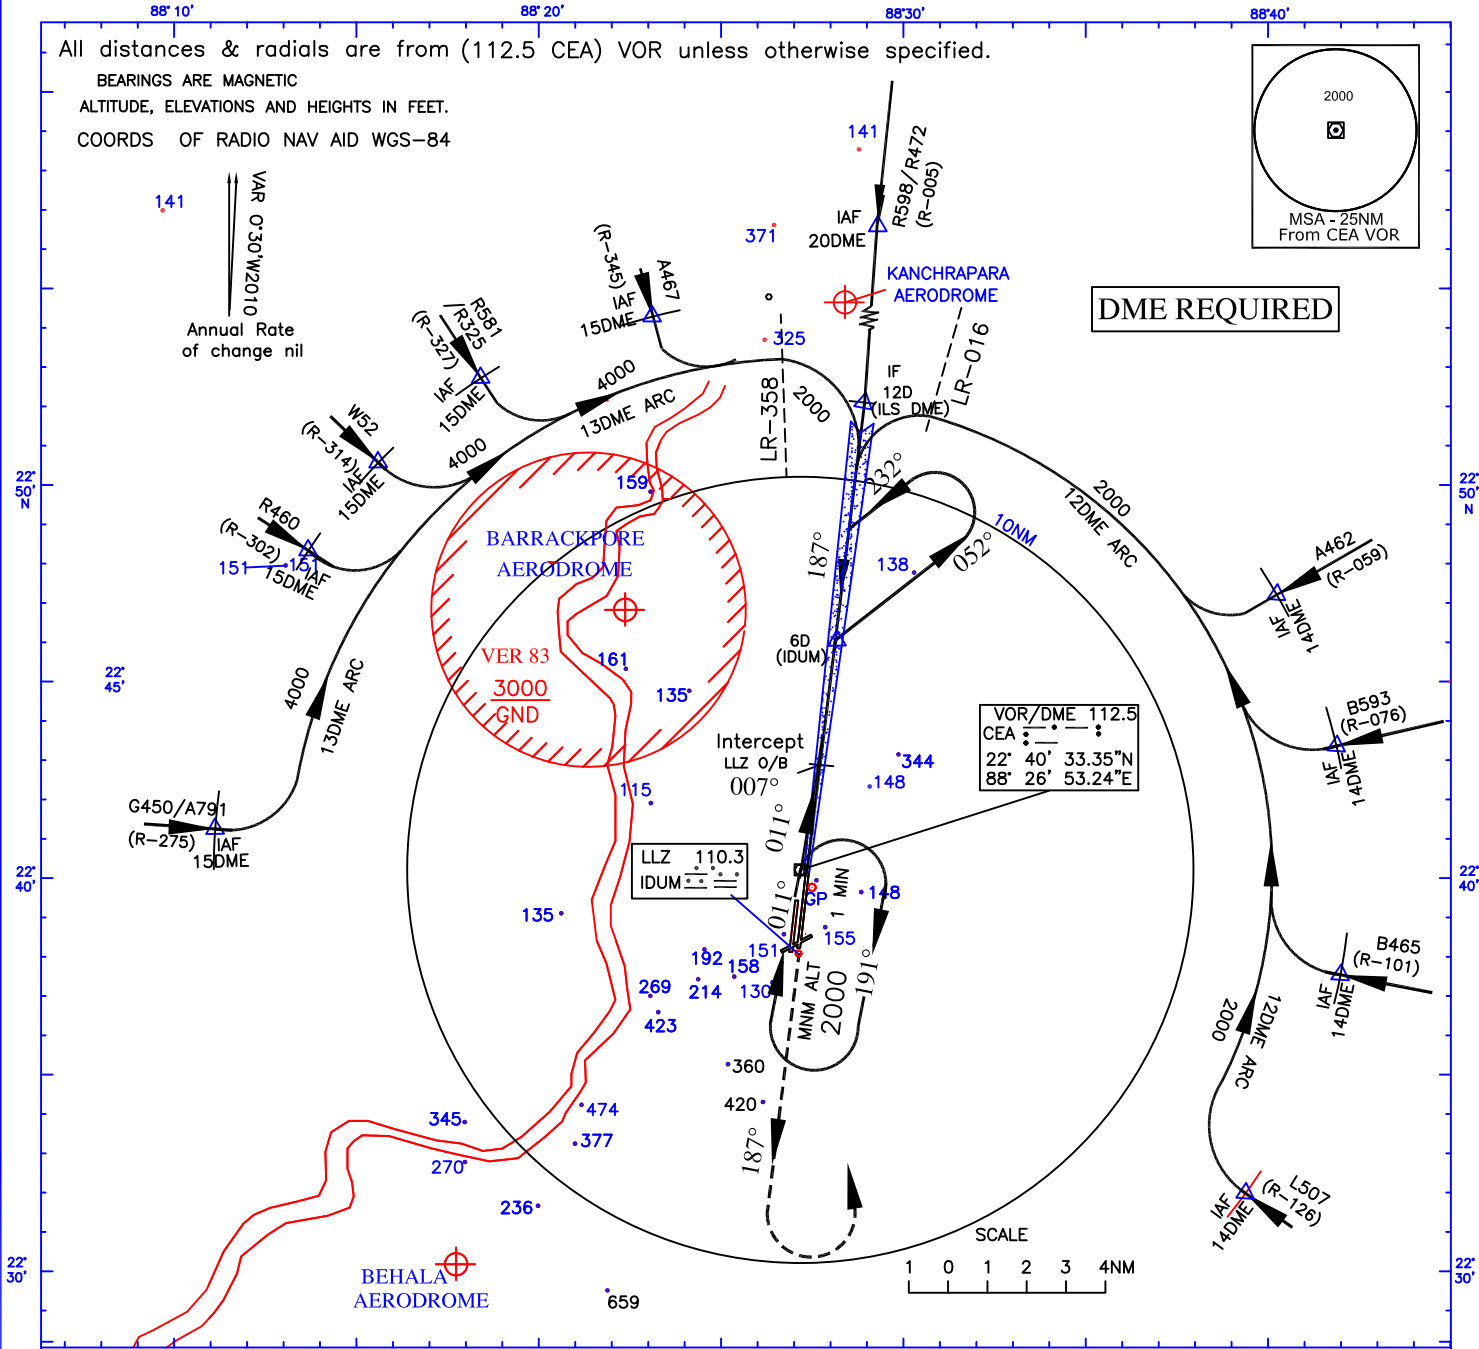 88°10'
88°20'
88°30'
88°40'
All distances & radials are from (112.5 CEA) VOR unless otherwise specified.
BEARINGS ARE MAGNETIC
ALTITUDE, ELEVATIONS AND HEIGHTS IN FEET.
COORDS OF RADIO NAV AID WGS-84
VAR 0°30'W2010
Annual Rate
of change nil
141
141
371
325
2000
MSA - 25NM
From CEA VOR
DME REQUIRED
R598/R472
(R-005)
IAF
20DME
KANCHRAPARA
AERODROME
A467
(R-345)
IAF
15DME
R581
/R325
(R-327)
IAF
15DME
W52
(R-314)
IAF
15DME
R460
(R-302)
IAF
15DME
151
151
4000
13DME ARC
4000
4000
13DME ARC
LR-358
2000
IF
12D
(ILS DME)
LR-016
22°
50'
N
22°
50'
N
159
BARRACKPORE
AERODROME
VER 83
3000
GND
161
135
232°
187°
052°
10NM
138
6D
(IDUM)
2000
12DME ARC
A462
(R-059)
IAF
14DME
B593
(R-076)
IAF
14DME
22°
45'
VOR/DME 112.5
CEA
22° 40' 33.35"N
88° 26' 53.24"E
Intercept
LLZ O/B
007°
344
148
115
G450/A791
(R-275)
IAF
15DME
011°
LLZ 110.3
IDUM
011°
GP
1 MIN
148
22°
40'
22°
40'
135
151
155
192
158
214
130
269
423
MNM ALT
2000
191°
B465
(R-101)
IAF
14DME
2000
12DME ARC
360
420
474
377
345
270
236
187°
L507
(R-126)
IAF
14DME
SCALE
1 0 1 2 3 4NM
22°
30'
22°
30'
BEHALA
AERODROME
659